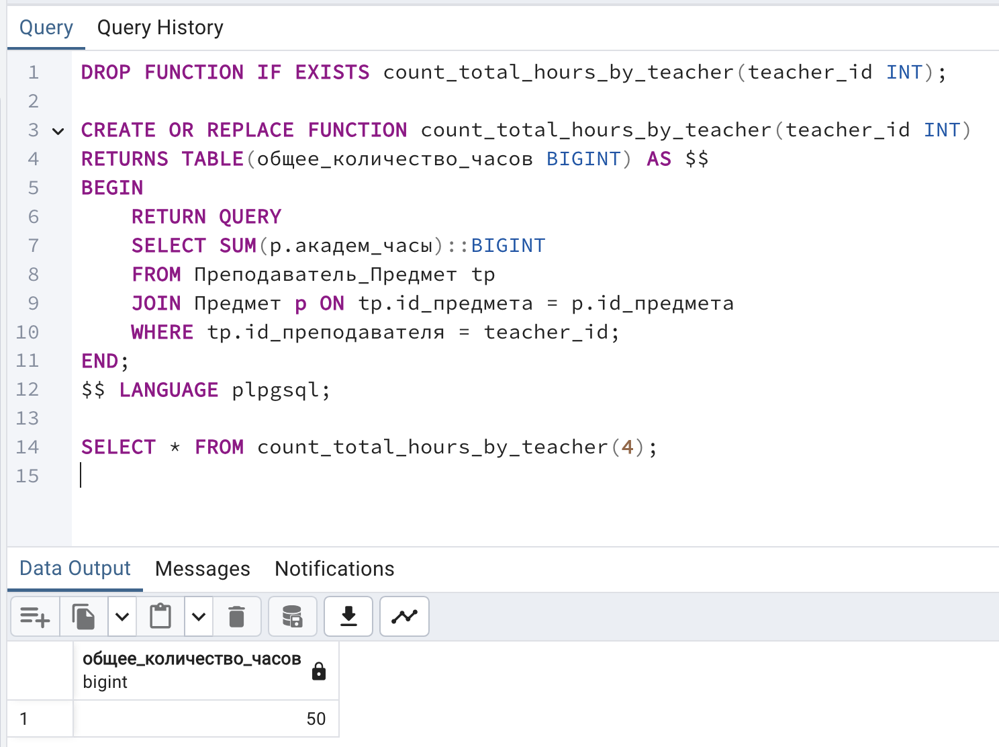 Query Query History
1 DROP FUNCTION IF EXISTS count_total_hours_by_teacher(teacher_id INT);
2
3 CREATE OR REPLACE FUNCTION count_total_hours_by_teacher(teacher_id INT)
4 RETURNS TABLE(общее_количество_часов BIGINT) AS $$
5 BEGIN
6 RETURN QUERY
7 SELECT SUM(p.академ_часы)::BIGINT
8 FROM Преподаватель_Предмет tp
9 JOIN Предмет p ON tp.id_предмета = p.id_предмета
10 WHERE tp.id_преподавателя = teacher_id;
11 END;
12 $$ LANGUAGE plpgsql;
13
14 SELECT * FROM count_total_hours_by_teacher(4);
15
Data Output Messages Notifications
общее_количество_часов
bigint
1 50